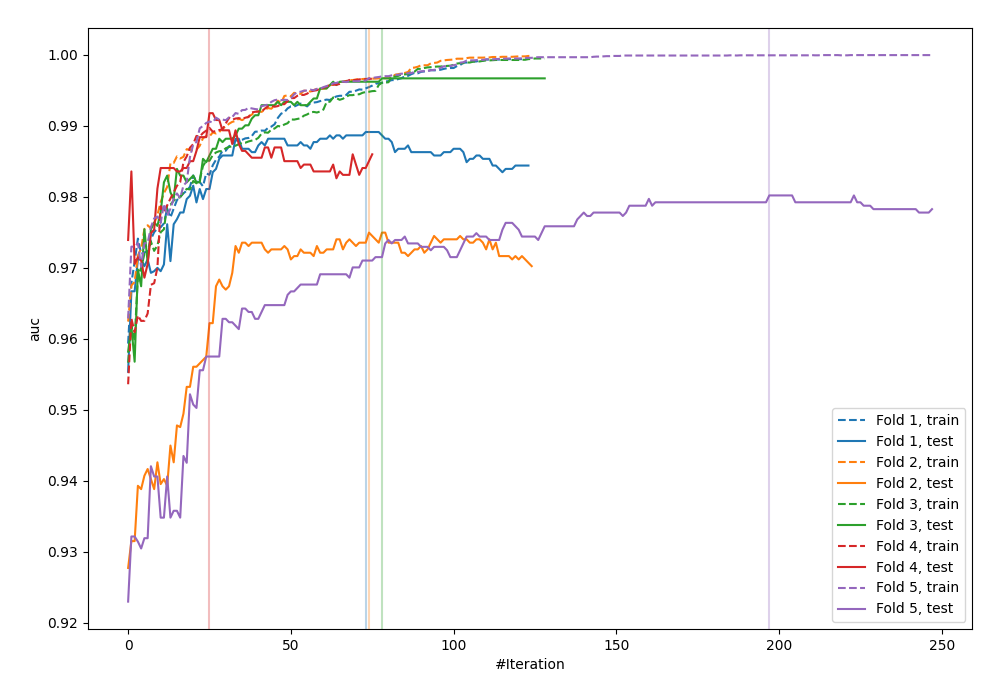 1.00
0.99
0.98
0.97
0.96
0.95
0.94
0.93
0.92
auc
0
50
100
150
200
250
#Iteration
Fold 1, train
Fold 1, test
Fold 2, train
Fold 2, test
Fold 3, train
Fold 3, test
Fold 4, train
Fold 4, test
Fold 5, train
Fold 5, test